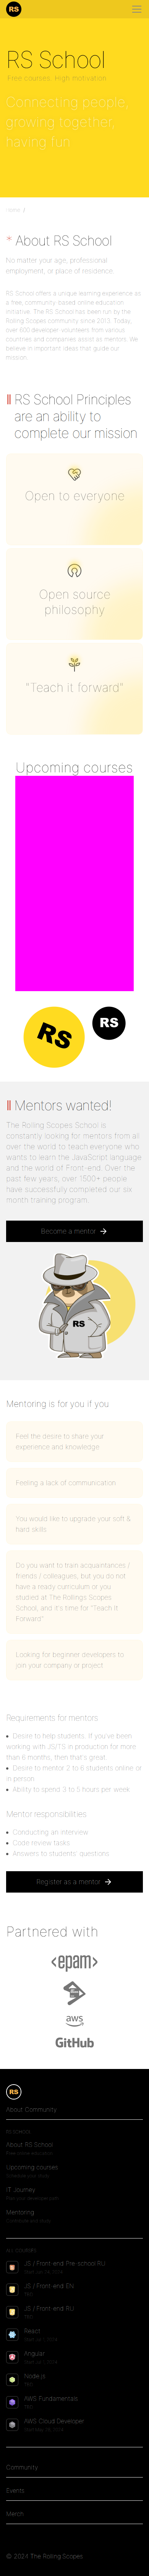 RS
RS School
Free courses. High motivation
Connecting people,
growing together,
having fun
Home /
* About RS School
No matter your age, professional
employment, or place of residence.
RS School offers a unique learning experience as
a free, community-based online education
initiative. The RS School has been run by the
Rolling Scopes community since 2013. Today,
over 600 developer volunteers from various
countries and companies, assist as mentors. We
believe in important ideas that guide our
mission.
RS School Principles
are an ability to
complete our mission
Open to everyone
Open source
philosophy
"Teach it forward"
Upcoming courses
RS
RS
Mentors wanted!
The Rolling Scopes School is
constantly looking for mentors from all
over the world to teach everyone who
wants to learn the JavaScript language
and the world of Front-end. Over the
past few years, over 1500+ people
have successfully completed our six
month training program.
Become a mentor →
RS
Mentoring is for you if you
Feel the desire to share your
experience and knowledge
Feeling a lack of communication
You would like to upgrade your soft &
hard skills
Do you want to train acquaintances /
friends / colleagues, but you do not
have a ready curriculum or you
studied at The Rollings Scopes
School, and it's time for "Teach It
Forward"
Looking for beginner developers to
join your company or project
Requirements for mentors
• Desire to help students. If you've been
working with JS/TS in production for more
than 6 months, then that's great.
• Desire to mentor 2 to 6 students online or
in person
• Ability to spend 3 to 5 hours per week
Mentor responsibilities
• Conducting an interview
• Code review tasks
• Answers to students' questions
Register as a mentor →
Partnered with
<epam>
aws
GitHub
RS
About Community
RS School
About RS School
Upcoming courses
IT Journey
Mentoring
All courses
JS / Front-end Pre-school RU
JS / Front-end EN
JS / Front-end RU
React
Angular
Node.js
AWS Fundamentals
AWS Cloud Developer
Community
Events
Merch
© 2024 The Rolling Scopes